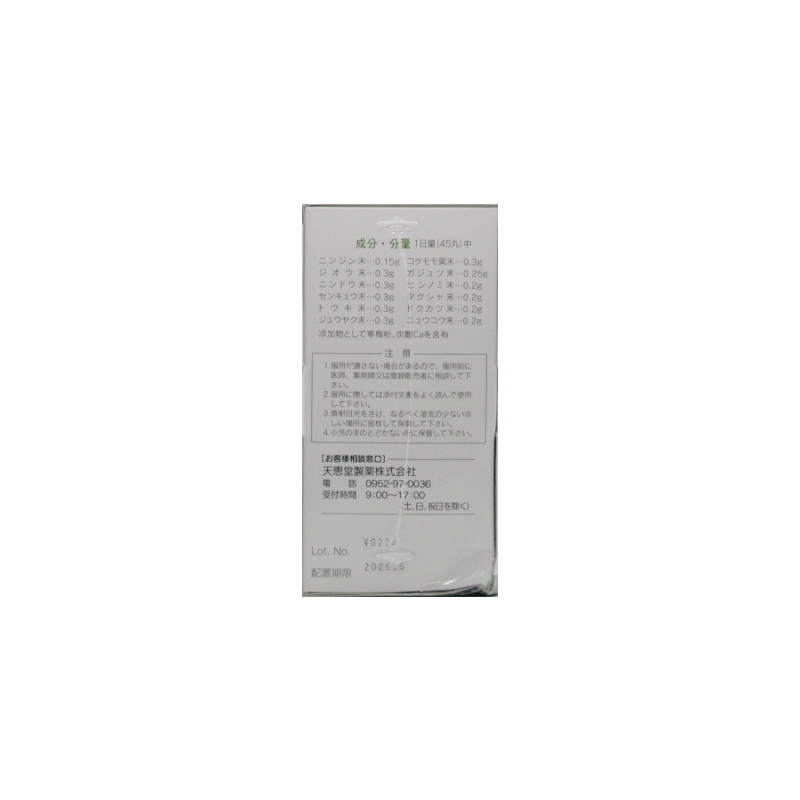 成分・分量 1日量(45丸)中
ニンジン末…0.15g コケモモ葉末…0.3g
ジオウ末…0.3g ガジュツ末…0.25g
ニンドウ末…0.3g ヒシノミ末…0.2g
センキュウ末…0.3g タクシャ末…0.2g
トウキ末…0.3g ドクカツ末…0.2g
ジュウヤク末…0.3g ニュウコウ末…0.2g
添加物として寒梅粉、炭酸Caを含有
注意
1.服用が適さない場合があるので、服用前に
医師、薬剤師又は登録販売者に相談して下
さい。
2.服用に際しては添付文書をよく読んで使用
して下さい。
3.直射日光をさけ、なるべく湿気の少ない涼
しい場所に密栓して保管して下さい。
4.小児の手のとどかない所に保管して下さい。
[お客様相談窓口]
天恵堂製薬株式会社
電話 0952-97-0036
受付時間 9:00〜17:00
(土、日、祝日を除く)
Lot. No.
配置期限 2025.6